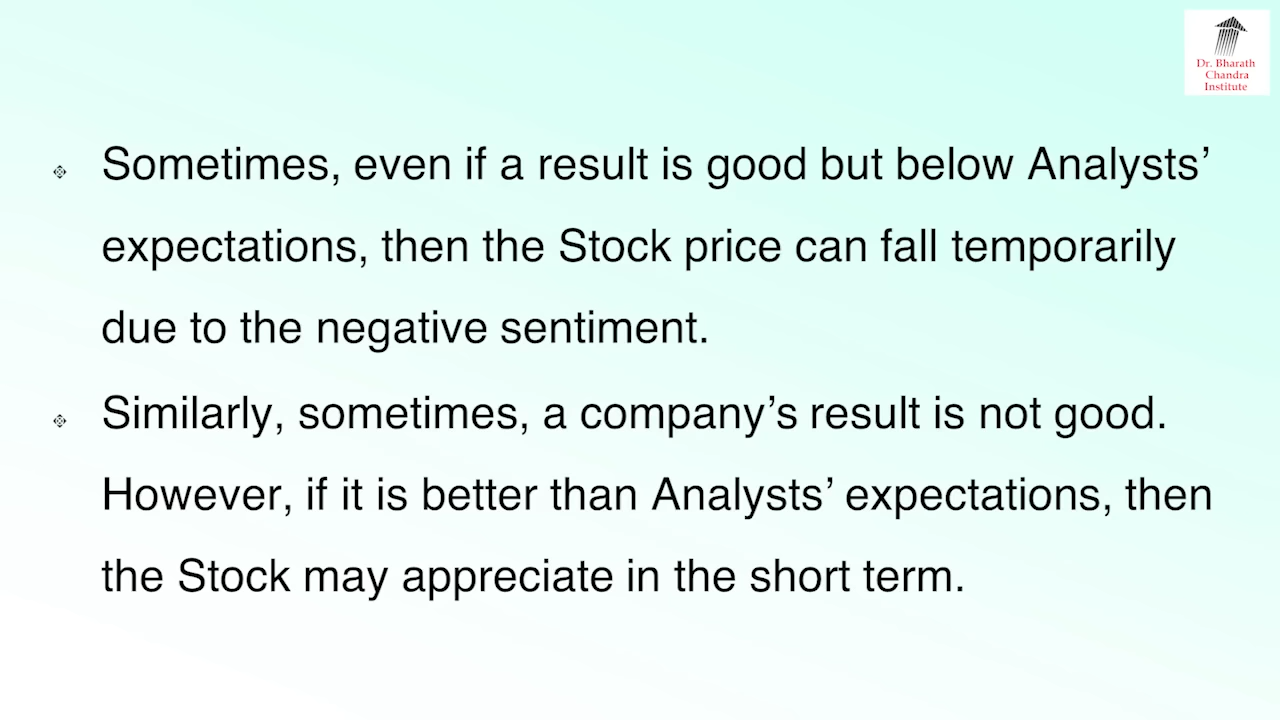 Dr. Bharath
Chandra
Institute
Sometimes, even if a result is good but below Analysts’
expectations, then the Stock price can fall temporarily
due to the negative sentiment.
Similarly, sometimes, a company’s result is not good.
However, if it is better than Analysts’ expectations, then
the Stock may appreciate in the short term.